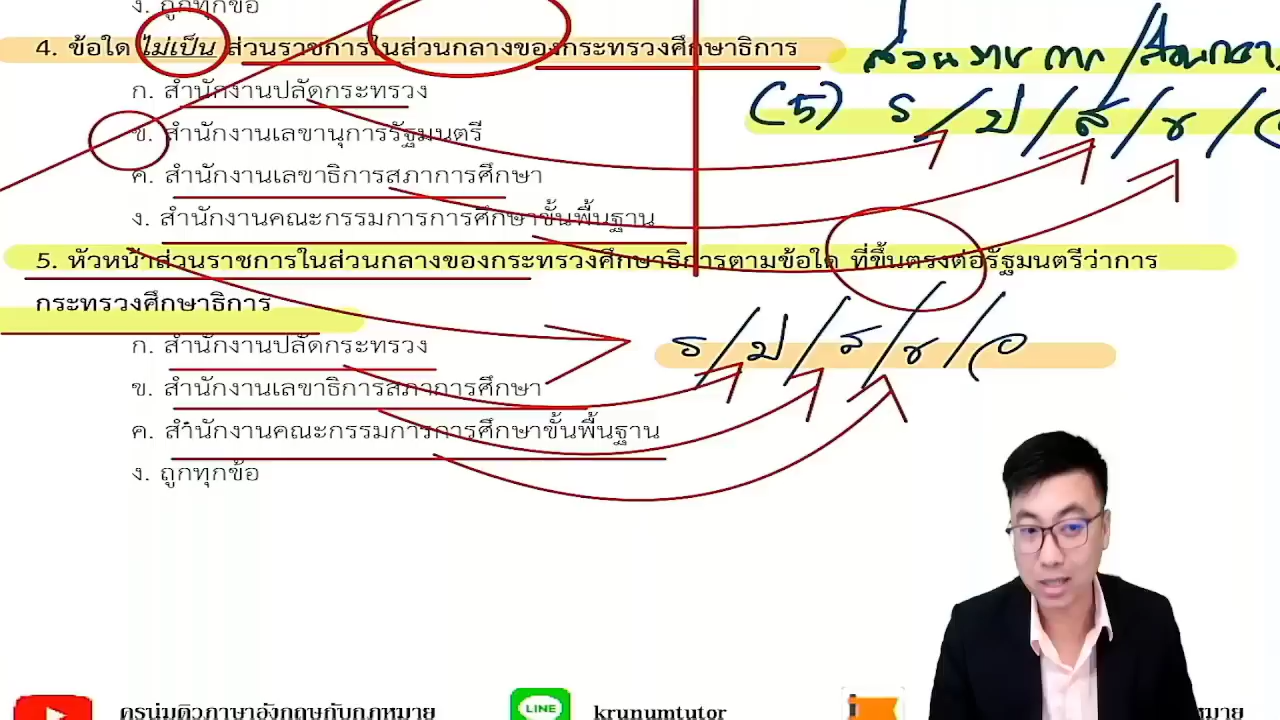 ง. ถูกทุกข้อ
4. ข้อใด ไม่เป็น ส่วนราชการในส่วนกลางของกระทรวงศึกษาธิการ
ก. สำนักงานปลัดกระทรวง
ข. สำนักงานเลขานุการรัฐมนตรี
ค. สำนักงานเลขาธิการสภาการศึกษา
ง. สำนักงานคณะกรรมการการศึกษาขั้นพื้นฐาน
ส่วนราชการ/ส่วนกลาง
(5) ร / ป / ส / ข / อ
5. หัวหน้าส่วนราชการในส่วนกลางของกระทรวงศึกษาธิการตามข้อใด ที่ขึ้นตรงต่อรัฐมนตรีว่าการ
กระทรวงศึกษาธิการ
ก. สำนักงานปลัดกระทรวง
ข. สำนักงานเลขาธิการสภาการศึกษา
ค. สำนักงานคณะกรรมการการศึกษาขั้นพื้นฐาน
ง. ถูกทุกข้อ
ร / ป / ส / ข / อ
ครูนุ่มติวภาษาอังกฤษกับกฎหมาย
LINE krunumtutor